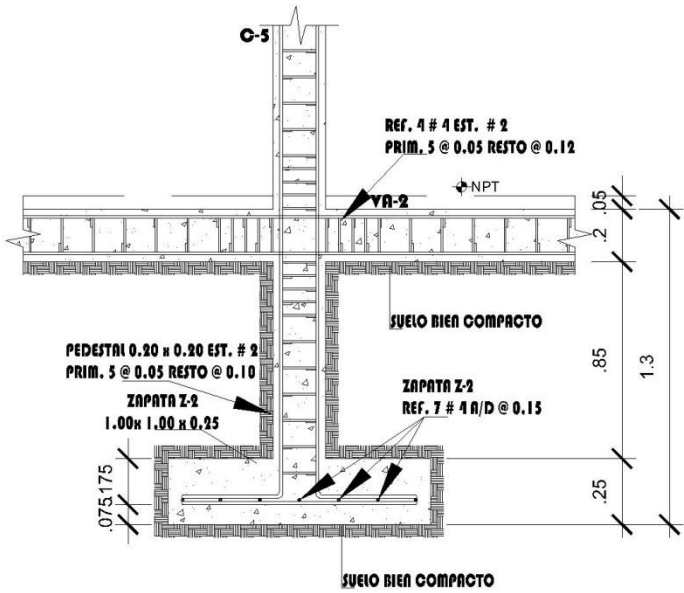 C-5
REF. 4 # 4 EST. # 2
PRIM. 5 @ 0.05 RESTO @ 0.12
NPT
VA-2
.05
.2
SUELO BIEN COMPACTO
PEDESTAL 0.20 x 0.20 EST. # 2
PRIM. 5 @ 0.05 RESTO @ 0.10
.85
1.3
ZAPATA Z-2
1.00x 1.00 x 0.25
ZAPATA Z-2
REF. 7 # 4 A/D @ 0.15
.175
.075
.25
SUELO BIEN COMPACTO